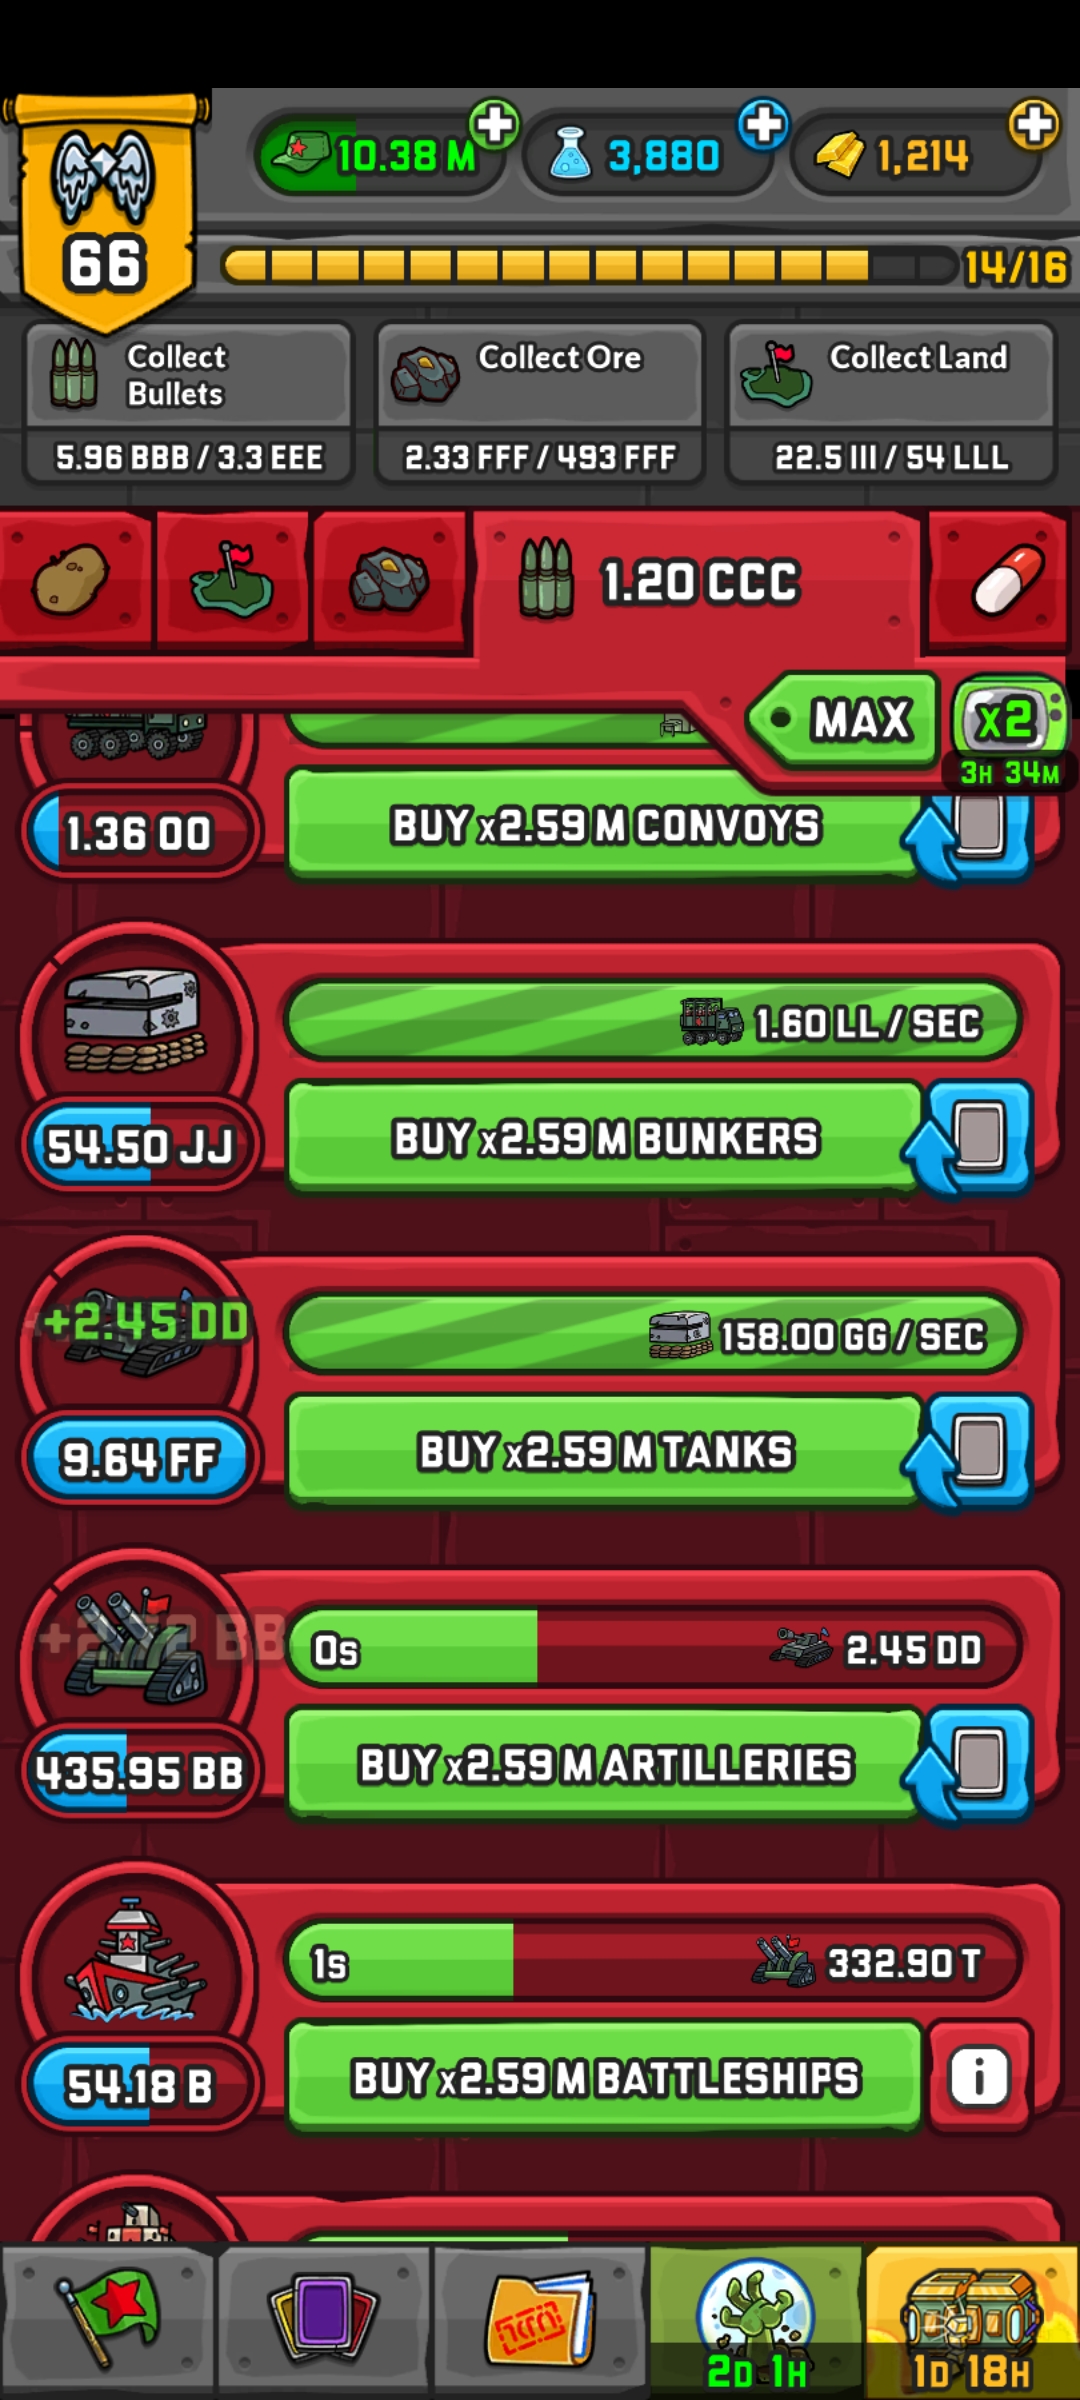 10.38 M
3,880
1,214
66
14/16
Collect
Bullets
Collect Ore
Collect Land
5.96 BBB / 3.3 EEE
2.33 FFF / 493 FFF
22.5 III / 54 LLL
1.20 CCC
MAX
x2
3H 34M
1.36 OO
BUY x2.59 M CONVOYS
1.60 LL / SEC
54.50 JJ
BUY x2.59 M BUNKERS
+2.45 DD
158.00 GG / SEC
9.64 FF
BUY x2.59 M TANKS
0s
2.45 DD
435.95 BB
BUY x2.59 M ARTILLERIES
1s
332.90 T
54.18 B
BUY x2.59 M BATTLESHIPS
i
2D 1H
1D 18H